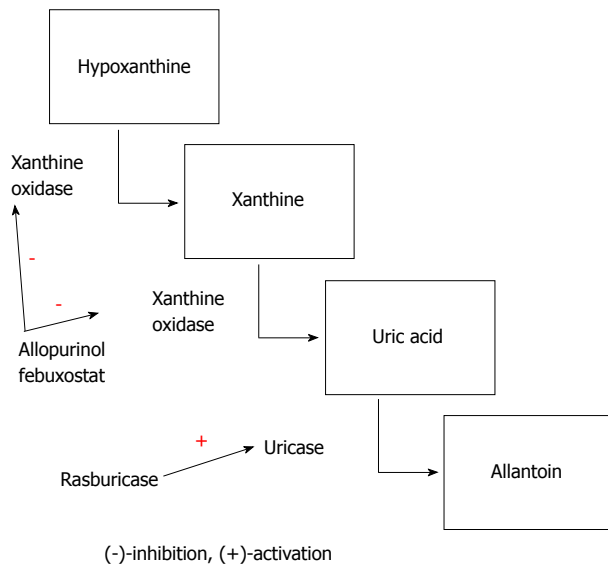 Hypoxanthine
Xanthine
oxidase
Xanthine
-
-
Xanthine
oxidase
Uric acid
Allopurinol
febuxostat
+
Uricase
Rasburicase
Allantoin
(-)-inhibition, (+)-activation